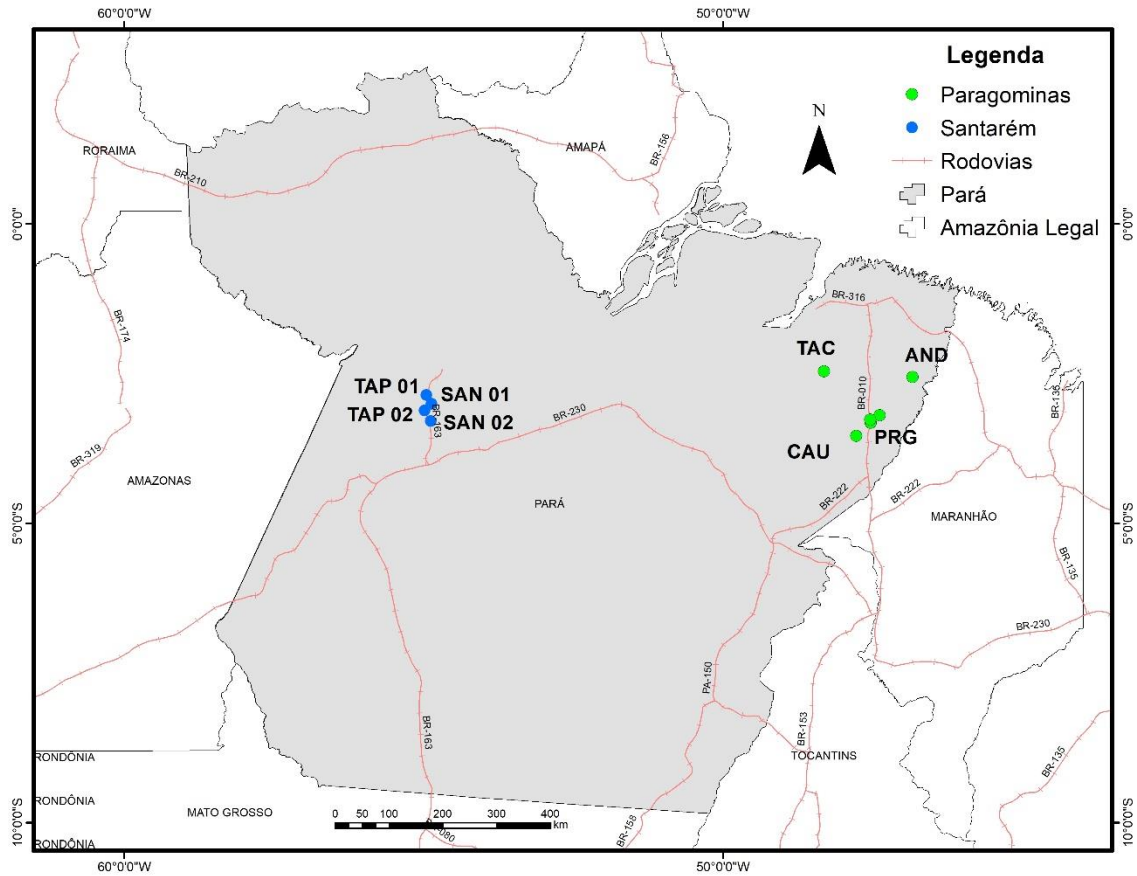 60°0'0"W
50°0'0"W
Legenda
Paragominas
Santarém
Rodovias
Pará
Amazônia Legal
N
RORAIMA
BR-210
AMAPÁ
BR-156
0°0'0"
0°0'0"
BR-174
BR-316
TAC
AND
BR-010
BR-135
TAP 01
SAN 01
TAP 02
BR-163
SAN 02
BR-230
PRG
CAU
BR-319
AMAZONAS
PARÁ
BR-222
BR-222
MARANHÃO
5°0'0"S
5°0'0"S
BR-135
BR-230
PA-150
BR-163
BR-153
TOCANTINS
BR-135
RONDÔNIA
RONDÔNIA
MATO GROSSO
0 50 100 200 300 400
km
BR-158
10°0'0"S
10°0'0"S
RONDÔNIA
60°0'0"W
50°0'0"W